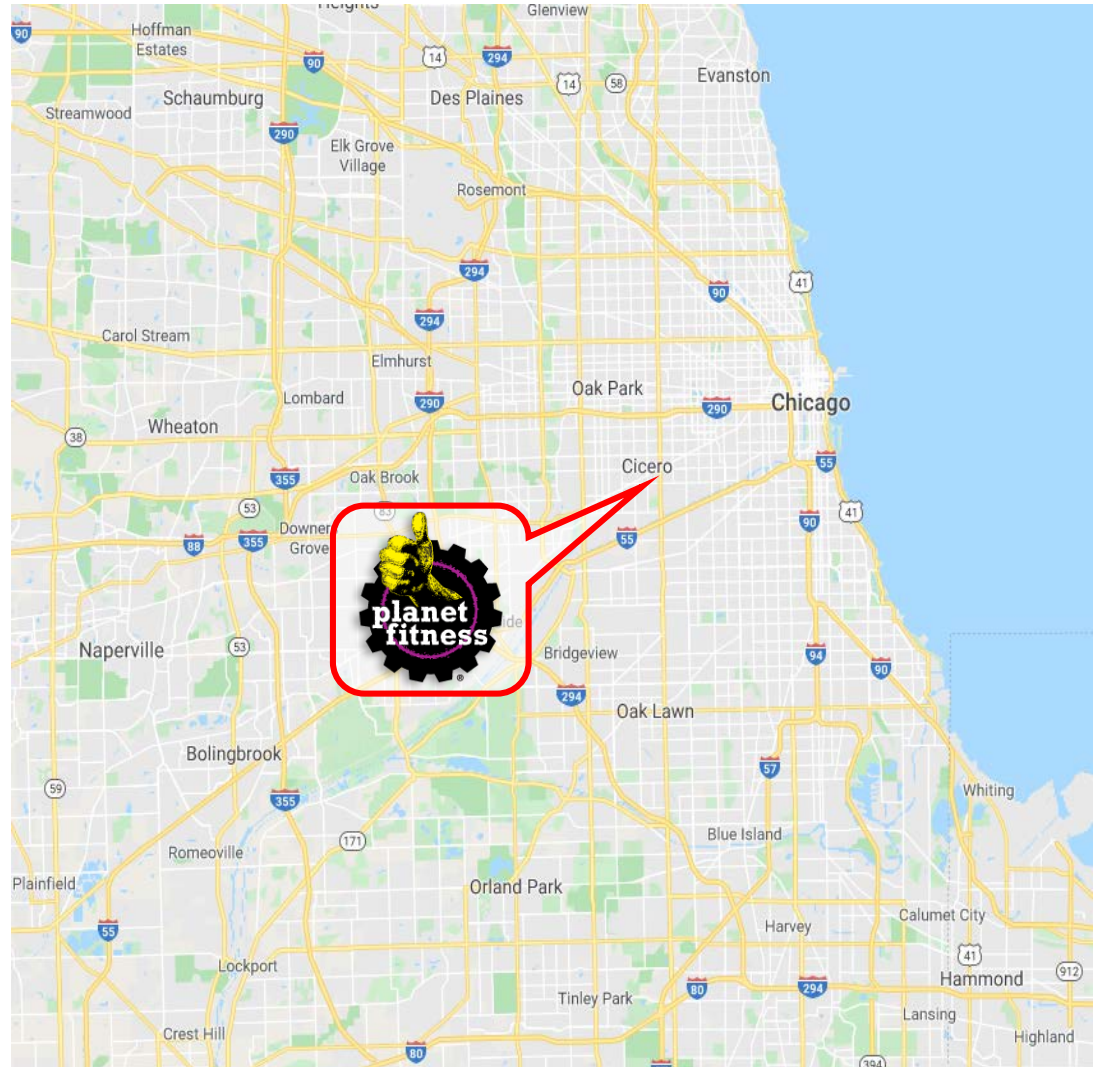 Heights
Glenview
90
Hoffman
Estates
14
294
90
14
58
Evanston
Schaumburg
Des Plaines
Streamwood
290
Elk Grove
Village
Rosemont
294
41
90
294
Carol Stream
Elmhurst
Lombard
Oak Park
290
290
Chicago
Wheaton
38
Cicero
55
355
Oak Brook
53
83
41
Downer
Grove
90
55
88
355
planet
fitness
®
ide
53
Naperville
Bridgeview
94
90
294
Oak Lawn
Bolingbrook
57
59
355
Whiting
171
Blue Island
Romeoville
Plainfield
Orland Park
Calumet City
55
Harvey
41
Lockport
912
Hammond
80
294
Tinley Park
Lansing
Crest Hill
Highland
80
394